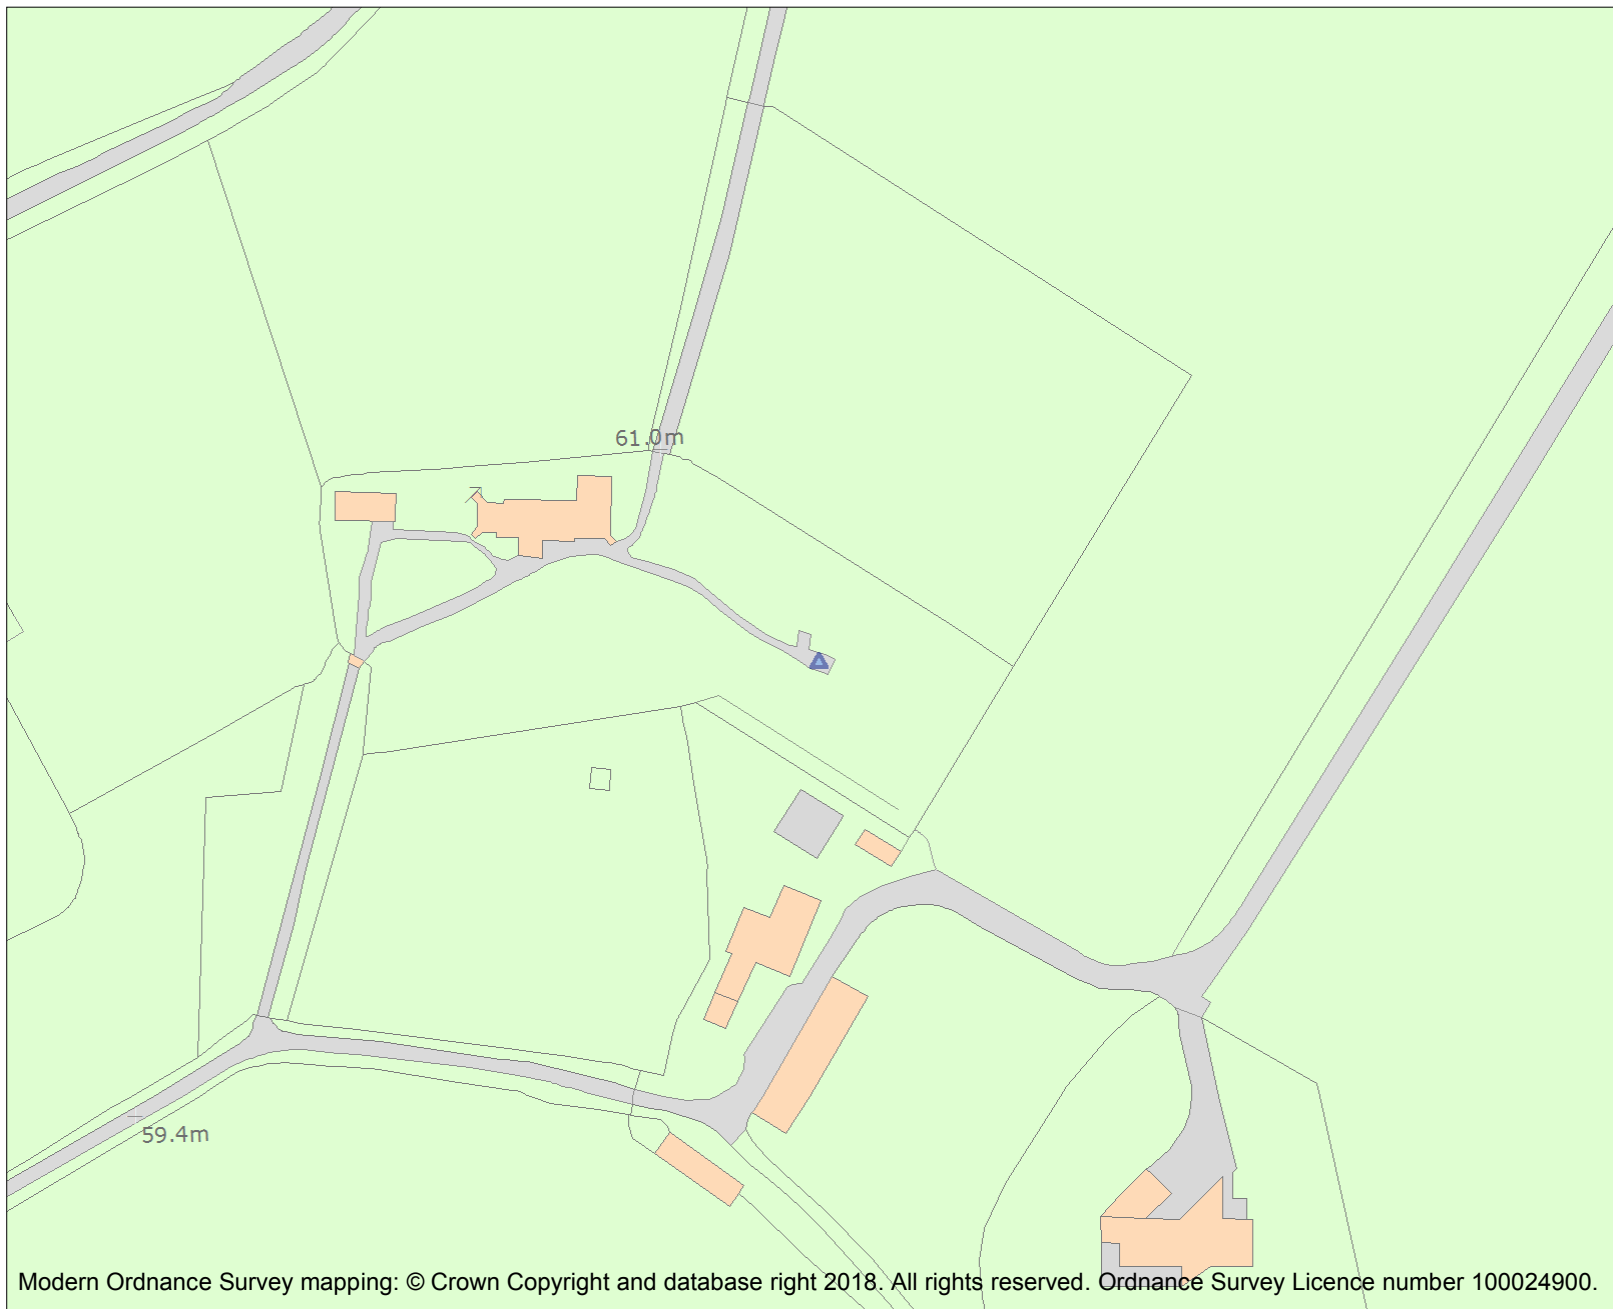 61.0m
59.4m
Modern Ordnance Survey mapping: © Crown Copyright and database right 2018. All rights reserved. Ordnance Survey Licence number 100024900.